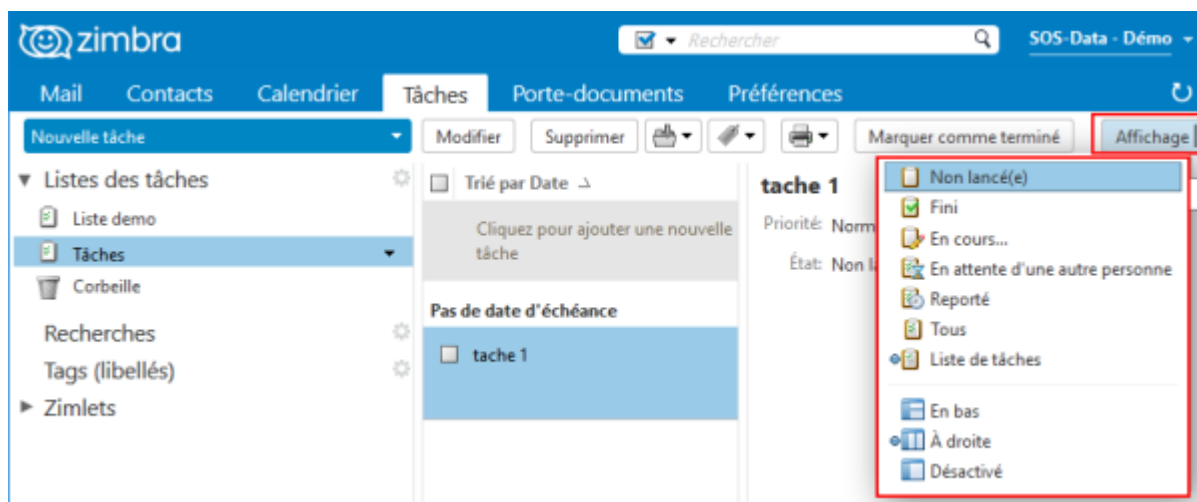 zimbra
Rechercher
SOS-Data - Démo
Mail Contacts Calendrier Tâches Porte-documents Préférences
Nouvelle tâche
Modifier Supprimer Marquer comme terminé Affichage
Listes des tâches
Liste demo
Tâches
Corbeille
Recherches
Tags (libellés)
Zimlets
Trié par Date
Cliquez pour ajouter une nouvelle
tâche
Pas de date d'échéance
tache 1
tache 1
Priorité: Norm
État: Non l
Non lancé(e)
Fini
En cours...
En attente d'une autre personne
Reporté
Tous
Liste de tâches
En bas
À droite
Désactivé